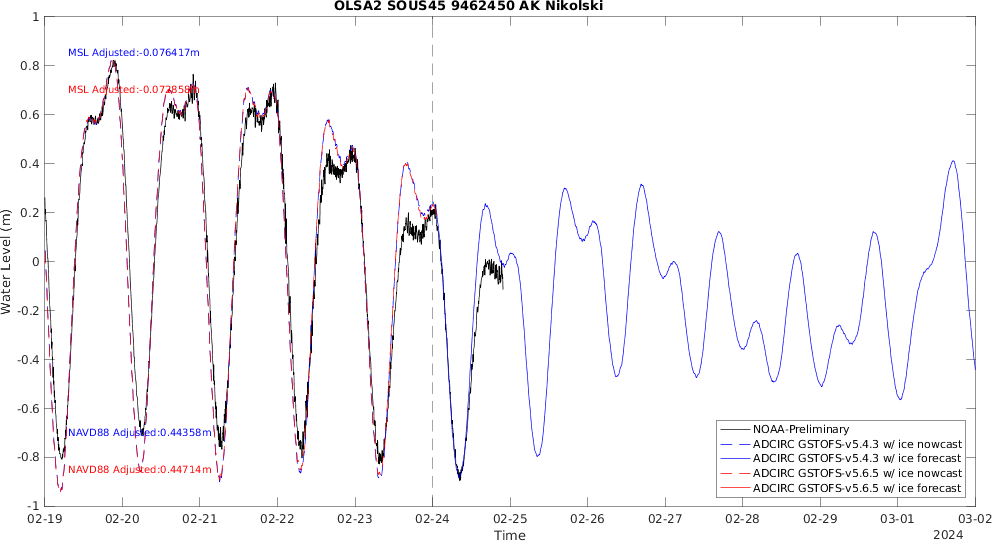 OLSA2 SOUS45 9462450 AK Nikolski
MSL Adjusted:-0.076417m
MSL Adjusted:-0.073858m
NAVD88 Adjusted:0.44358m
NAVD88 Adjusted:0.44714m
Water Level (m)
1
0.8
0.6
0.4
0.2
0
-0.2
-0.4
-0.6
-0.8
-1
02-19 02-20 02-21 02-22 02-23 02-24 02-25 02-26 02-27 02-28 02-29 03-01 03-02
Time
2024
NOAA-Preliminary
ADCIRC GSTOFS-v5.4.3 w/ ice nowcast
ADCIRC GSTOFS-v5.4.3 w/ ice forecast
ADCIRC GSTOFS-v5.6.5 w/ ice nowcast
ADCIRC GSTOFS-v5.6.5 w/ ice forecast